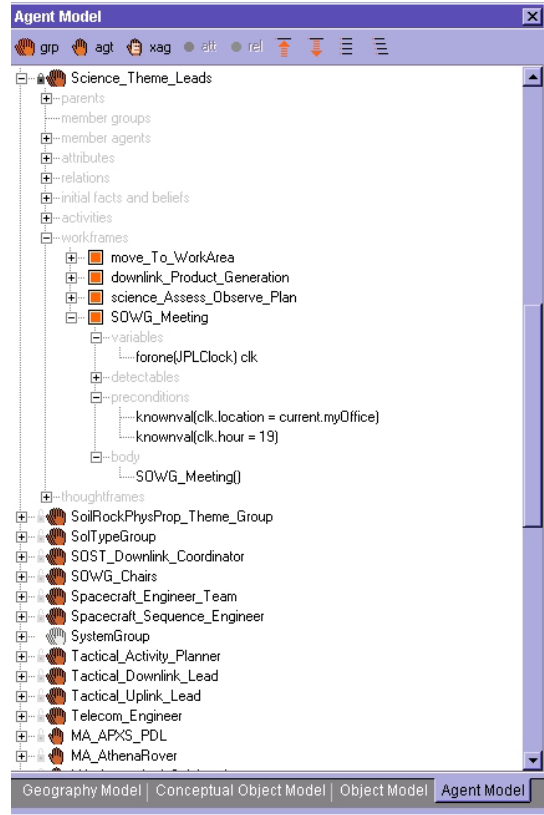 Agent Model
grp agt xag att rel
Science_Theme_Leads
parents
member groups
member agents
attributes
relations
initial facts and beliefs
activities
workframes
move_To_WorkArea
downlink_Product_Generation
science_Assess_Observe_Plan
SOWG_Meeting
variables
forone(JPLClock) clk
detectables
preconditions
knownval(clk.location = current.myOffice)
knownval(clk.hour = 19)
body
SOWG_Meeting()
thoughtframes
SoilRockPhysProp_Theme_Group
SolTypeGroup
SOST_Downlink_Coordinator
SOWG_Chairs
Spacecraft_Engineer_Team
Spacecraft_Sequence_Engineer
SystemGroup
Tactical_Activity_Planner
Tactical_Downlink_Lead
Tactical_Uplink_Lead
Telecom_Engineer
MA_APXS_PDL
MA_AthenaRover
Geography Model | Conceptual Object Model | Object Model Agent Model